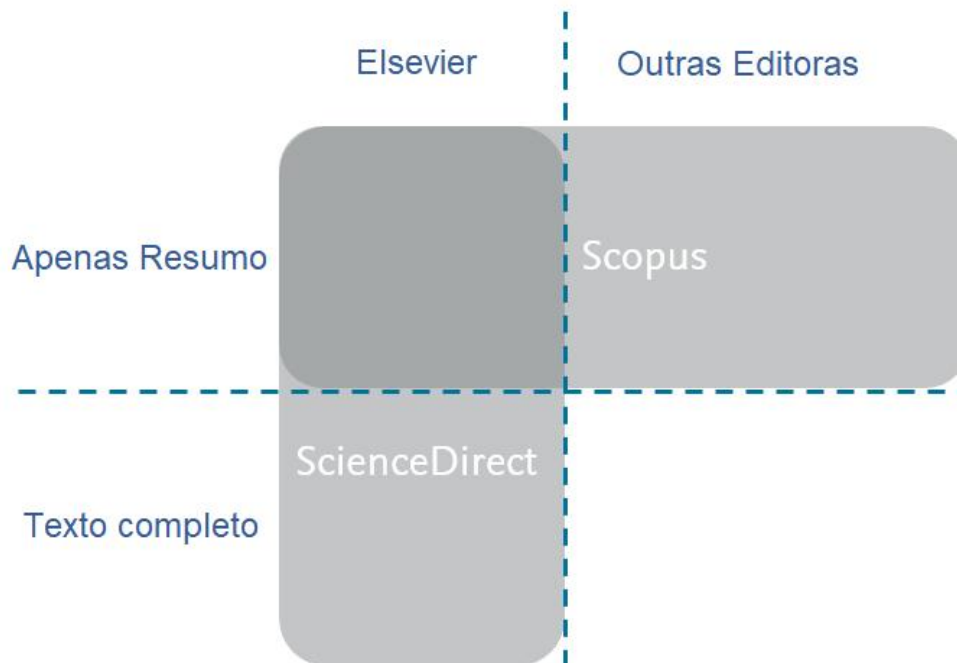 Elsevier
Outras Editoras
Apenas Resumo
Scopus
ScienceDirect
Texto completo